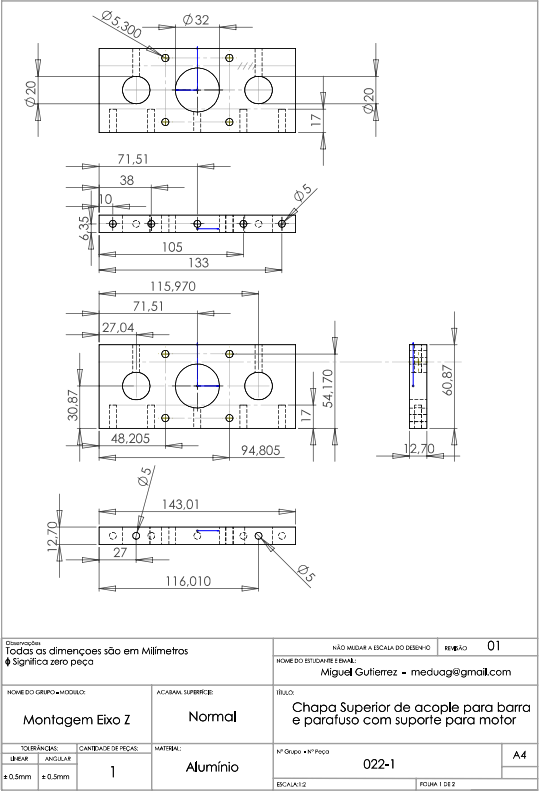 Ø5,300
Ø32
Ø20
Ø20
17
71,51
38
10
Ø5
6,35
105
133
115,970
71,51
27,04
30,87
17
54,170
60,87
48,205
94,805
12,70
143,01
Ø5
12,70
27
Ø5
116,010
Observações
Todas as dimençoes são em Milímetros
ϕ Significa zero peça
NÃO MUDAR A ESCALA DO DESENHO
REVISÃO 01
NOME DO ESTUDANTE E EMAIL:
Miguel Gutierrez - meduag@gmail.com
NOME DO GRUPO - MODULO:
Montagem Eixo Z
ACABAM. SUPERFÍCIE:
Normal
TÍTULO:
Chapa Superior de acople para barra
e parafuso com suporte para motor
TOLERÂNCIAS:
LÍNEAR
ANGULAR
± 0.5mm
± 0.5mm
CANTIDADE DE PEÇAS:
1
MATERIAL:
Alumínio
Nº Grupo - Nº Peça
022-1
A4
ESCALA:1:2
FOLHA 1 DE 2